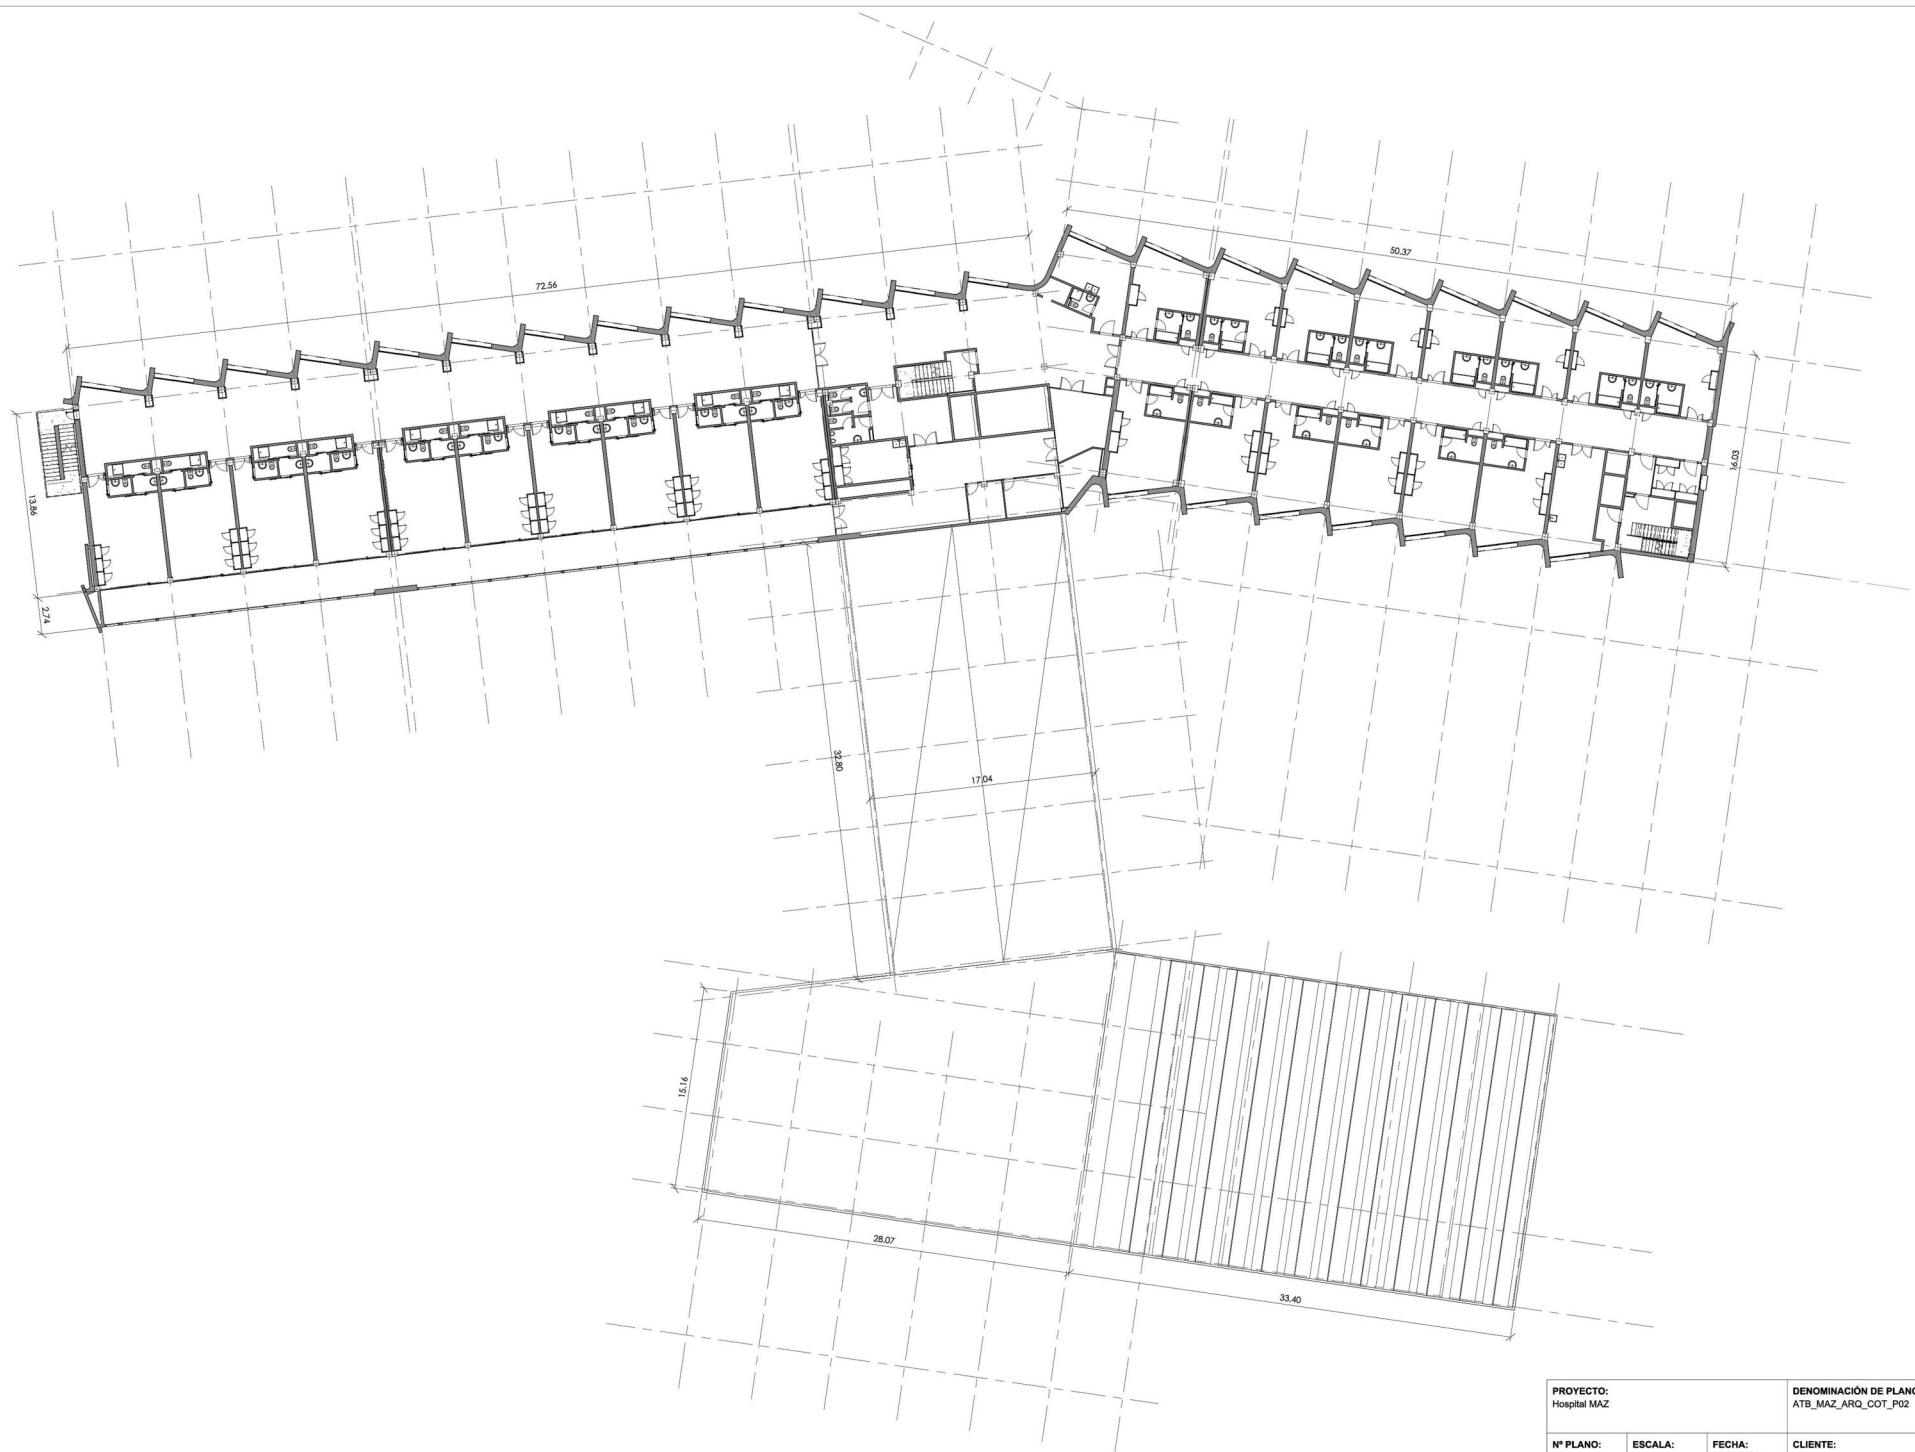 50.37
72.56
16.03
13.86
2.74
32.80
17.04
15.16
28.07
33.40
PROYECTO:
Hospital MAZ
DENOMINACIÓN DE PLANO
ATB_MAZ_ARQ_COT_P02
Nº PLANO:
ESCALA:
FECHA:
CLIENTE: